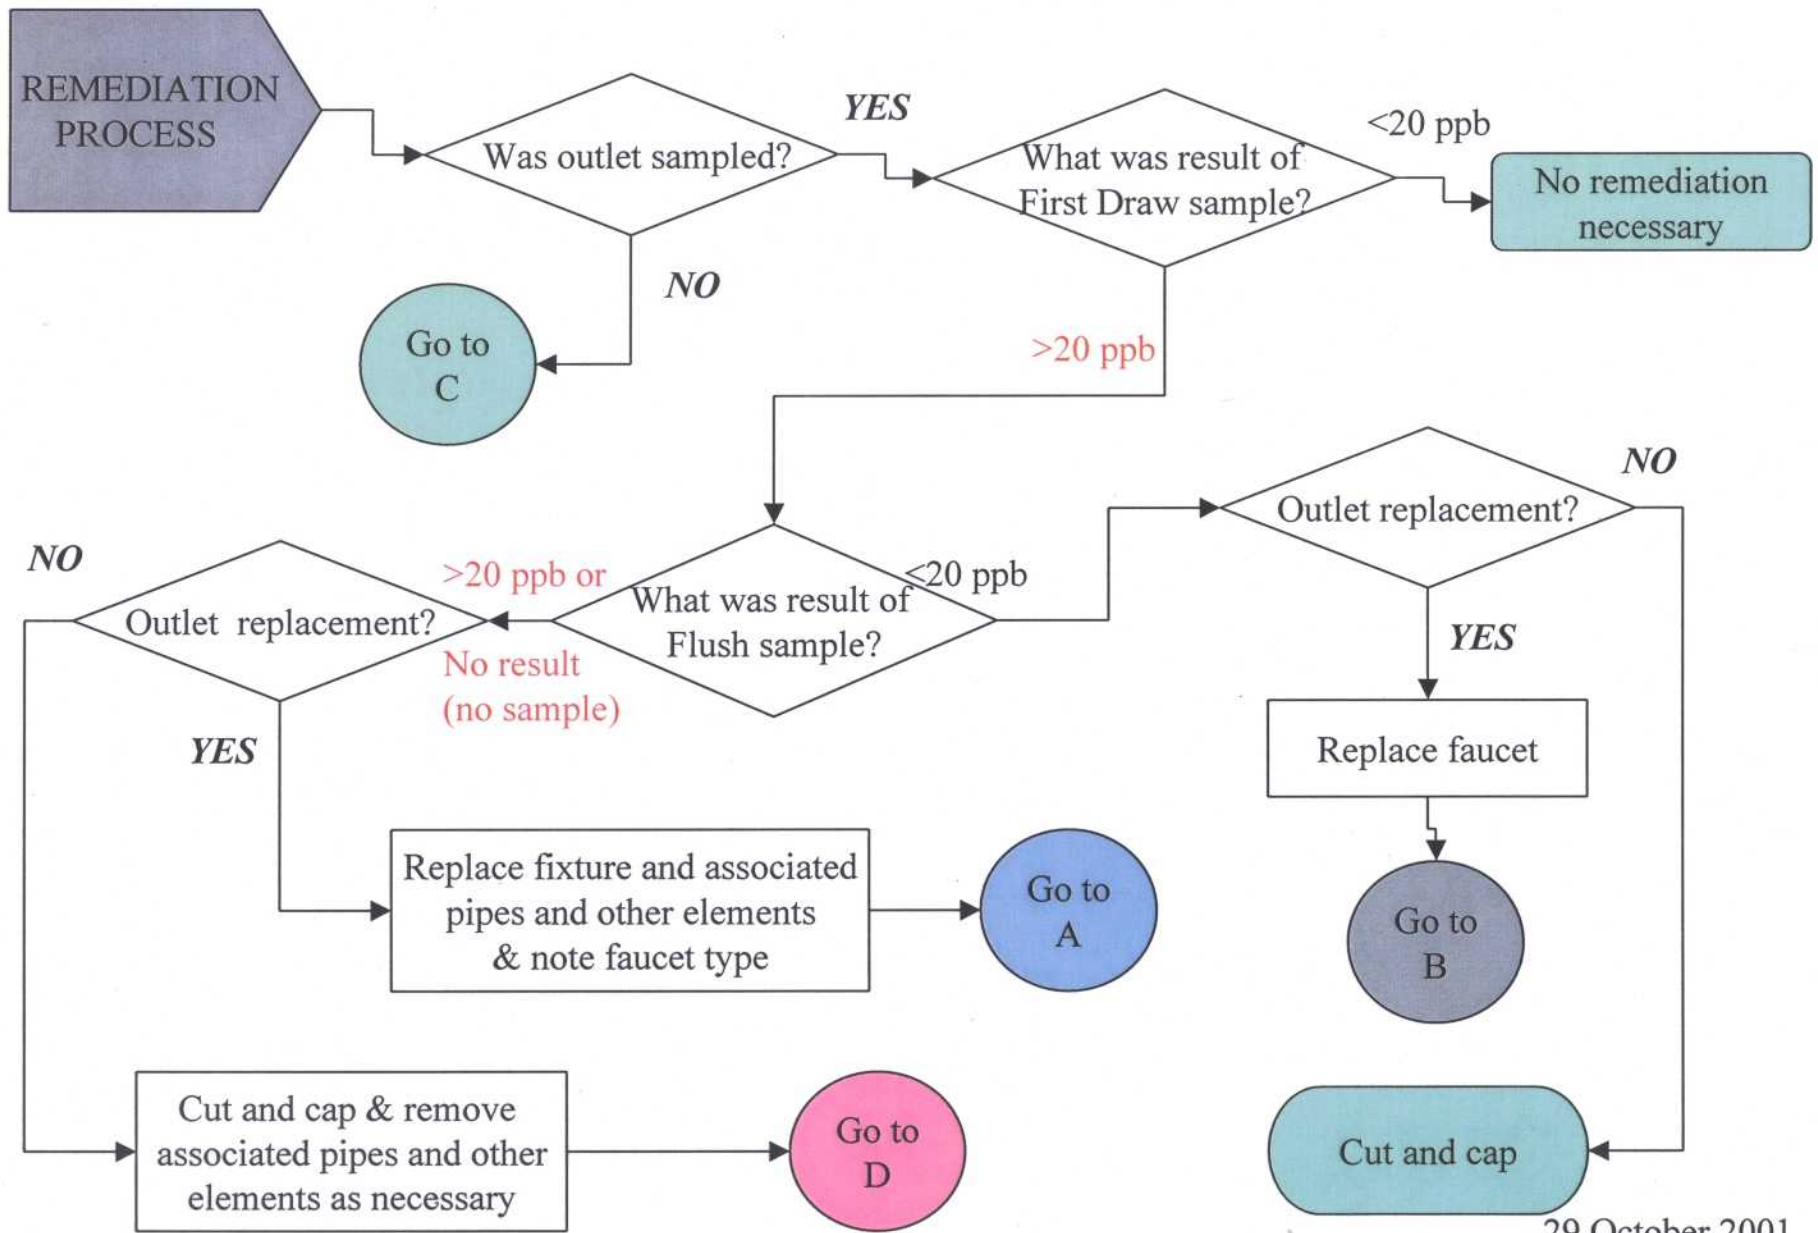 REMEDIATION
PROCESS
Was outlet sampled?
YES
What was result of
First Draw sample?
<20 ppb
No remediation
necessary
NO
Go to
C
>20 ppb
Outlet replacement?
NO
YES
Replace faucet
Go to
B
Cut and cap
What was result of
Flush sample?
<20 ppb
>20 ppb or
No result
(no sample)
Outlet replacement?
NO
YES
Replace fixture and associated
pipes and other elements
& note faucet type
Go to
A
Cut and cap & remove
associated pipes and other
elements as necessary
Go to
D
29 October 2001